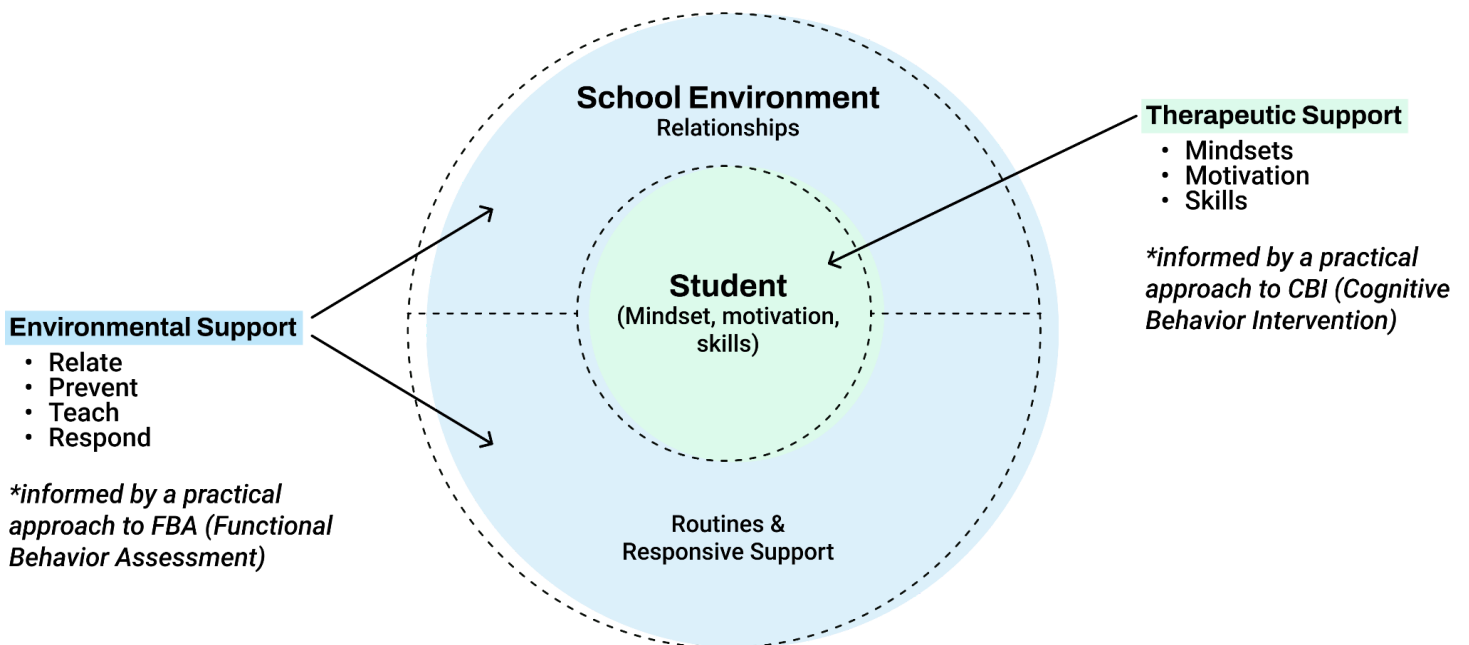 School Environment
Relationships
Student
(Mindset, motivation,
skills)
Routines &
Responsive Support
Environmental Support
• Relate
• Prevent
• Teach
• Respond
*informed by a practical
approach to FBA (Functional
Behavior Assessment)
Therapeutic Support
• Mindsets
• Motivation
• Skills
*informed by a practical
approach to CBI (Cognitive
Behavior Intervention)